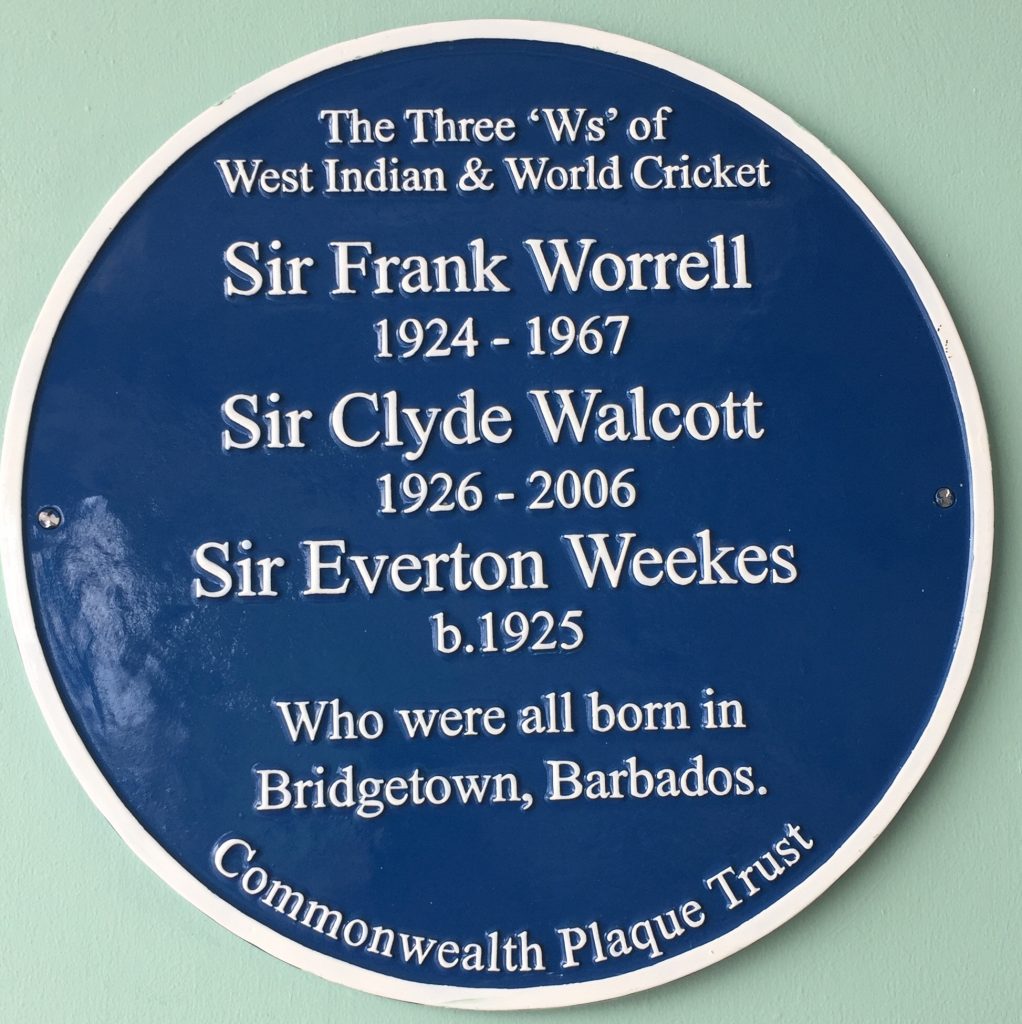 The Three ‘Ws’ of
West Indian & World Cricket
Sir Frank Worrell
1924 - 1967
Sir Clyde Walcott
1926 - 2006
Sir Everton Weekes
b.1925
Who were all born in
Bridgetown, Barbados.
Commonwealth Plaque Trust